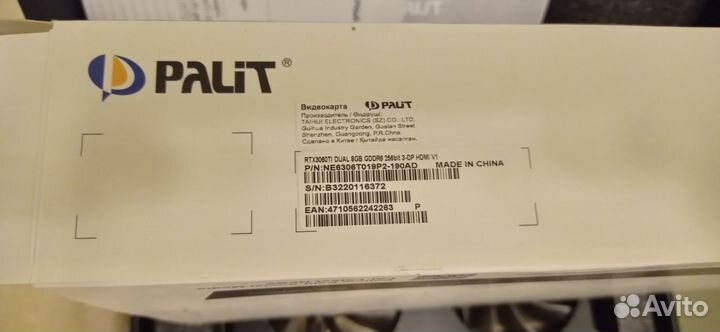 PALiT®
Видеокарта PALiT
Производитель / Өндіруші:
TAIHUI ELECTRONICS (SZ) CO., LTD,
Guihua Industry Garden, Guolan Street
Shenzhen, Guangdong, P.R.China.
Сделано в Китае / Қытайда жасалған.
RTX3060TI DUAL 8GB GDDR6 256bit 3-DP HDMI V1
P/N:NE6306T019P2-190AD MADE IN CHINA
S/N:B3220116372
EAN:4710562242263 P
Avito